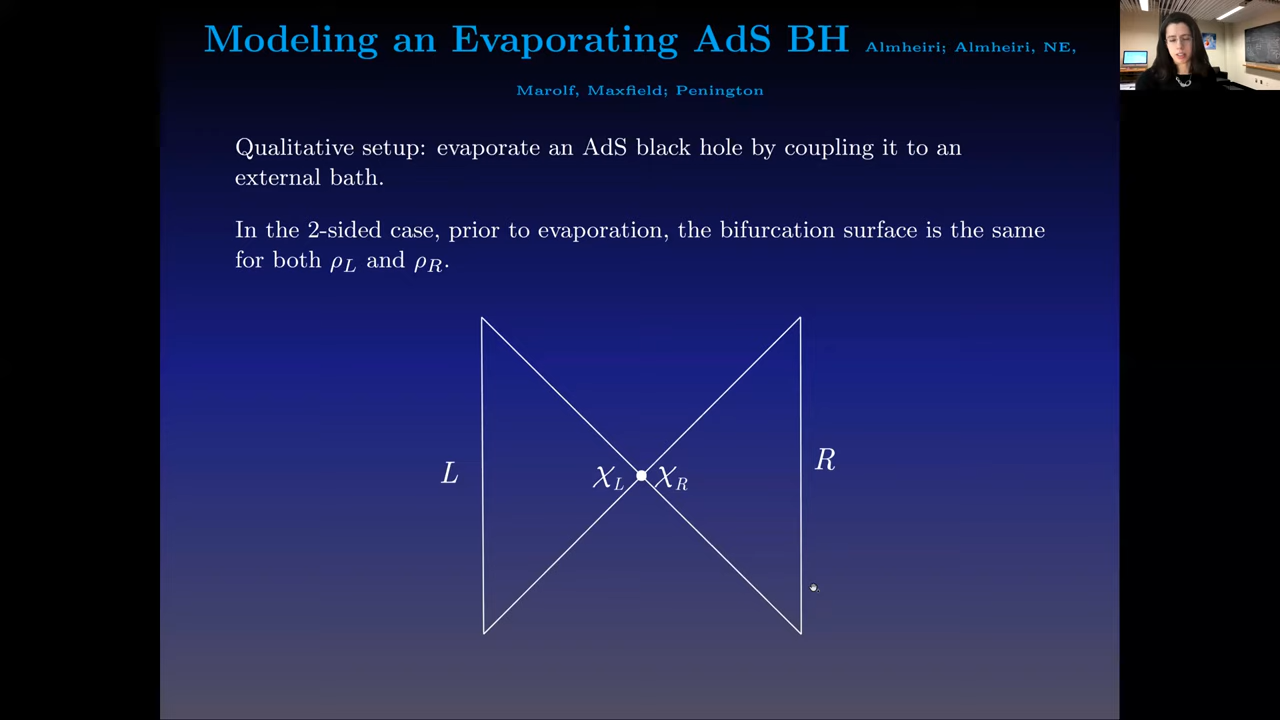 Modeling an Evaporating AdS BH Almheiri; Almheiri, NE,
Marolf, Maxfield; Penington
Qualitative setup: evaporate an AdS black hole by coupling it to an
external bath.
In the 2-sided case, prior to evaporation, the bifurcation surface is the same
for both ρ_L and ρ_R.
L
χ_L χ_R
R